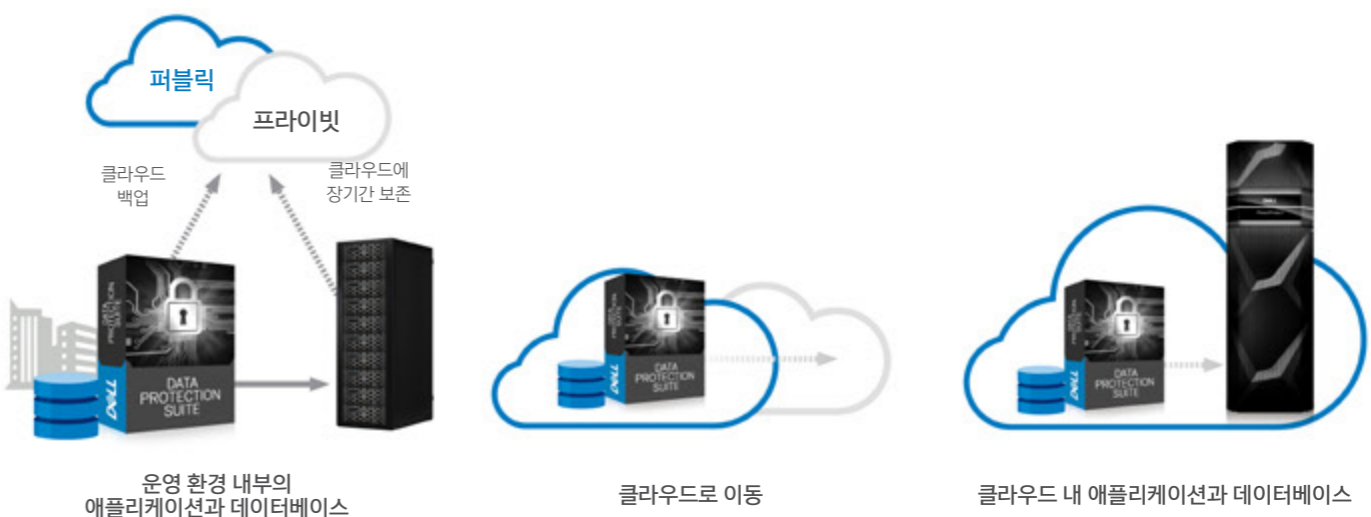 퍼블릭
프라이빗
클라우드
백업
클라우드에
장기간 보존
DATA
PROTECTION
SUITE
DELL
DATA
PROTECTION
SUITE
운영 환경 내부의
애플리케이션과 데이터베이스
DELL
DATA
PROTECTION
SUITE
클라우드로 이동
DELL
DATA
PROTECTION
SUITE
DELL
클라우드 내 애플리케이션과 데이터베이스